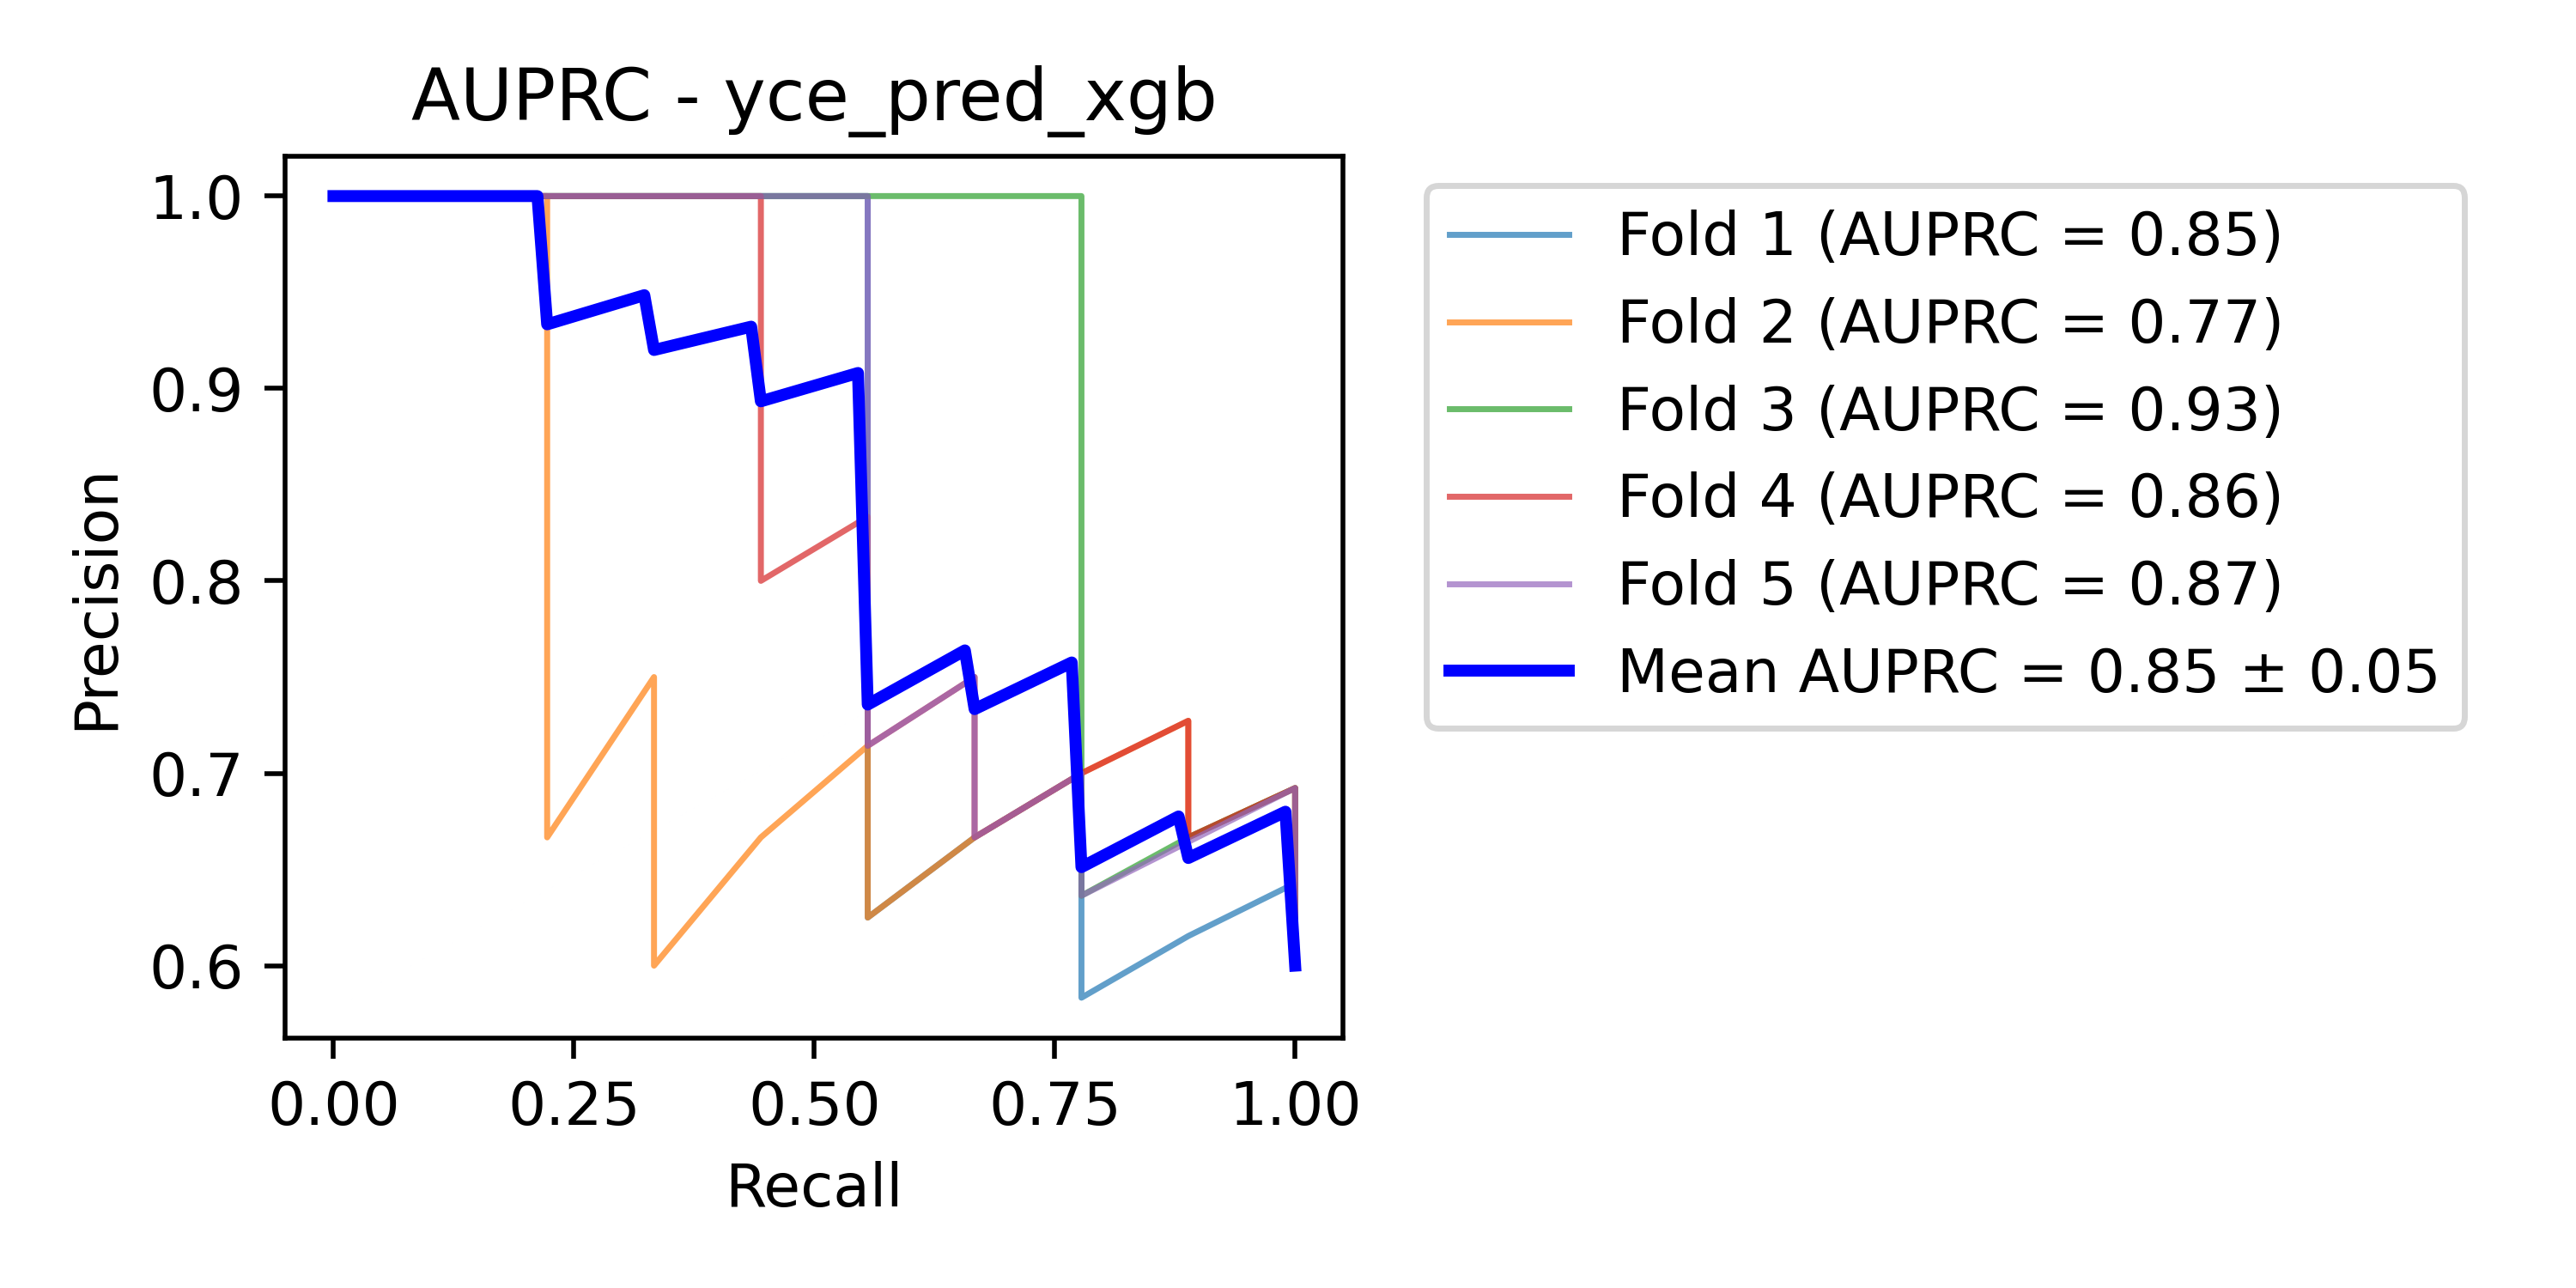 AUPRC - yce_pred_xgb
1.0
0.9
0.8
0.7
0.6
Precision
0.00 0.25 0.50 0.75 1.00
Recall
Fold 1 (AUPRC = 0.85)
Fold 2 (AUPRC = 0.77)
Fold 3 (AUPRC = 0.93)
Fold 4 (AUPRC = 0.86)
Fold 5 (AUPRC = 0.87)
Mean AUPRC = 0.85 ± 0.05